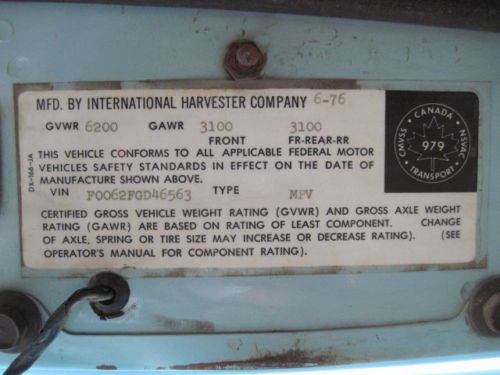 MFD. BY INTERNATIONAL HARVESTER COMPANY 6-76
GVWR 6200 GAWR 3100 3100
FRONT FR-REAR-RR
THIS VEHICLE CONFORMS TO ALL APPLICABLE FEDERAL MOTOR
VEHICLES SAFETY STANDARDS IN EFFECT ON THE DATE OF
MANUFACTURE SHOWN ABOVE.
VIN F0062FGD46563 TYPE MPV
CERTIFIED GROSS VEHICLE WEIGHT RATING (GVWR) AND GROSS AXLE WEIGHT
RATING (GAWR) ARE BASED ON RATING OF LEAST COMPONENT. CHANGE
OF AXLE, SPRING OR TIRE SIZE MAY INCREASE OR DECREASE RATING). (SEE
OPERATOR'S MANUAL FOR COMPONENT RATING).
DX-166-1A
CANADA
CMVSS
NVAC
979
TRANSPORT